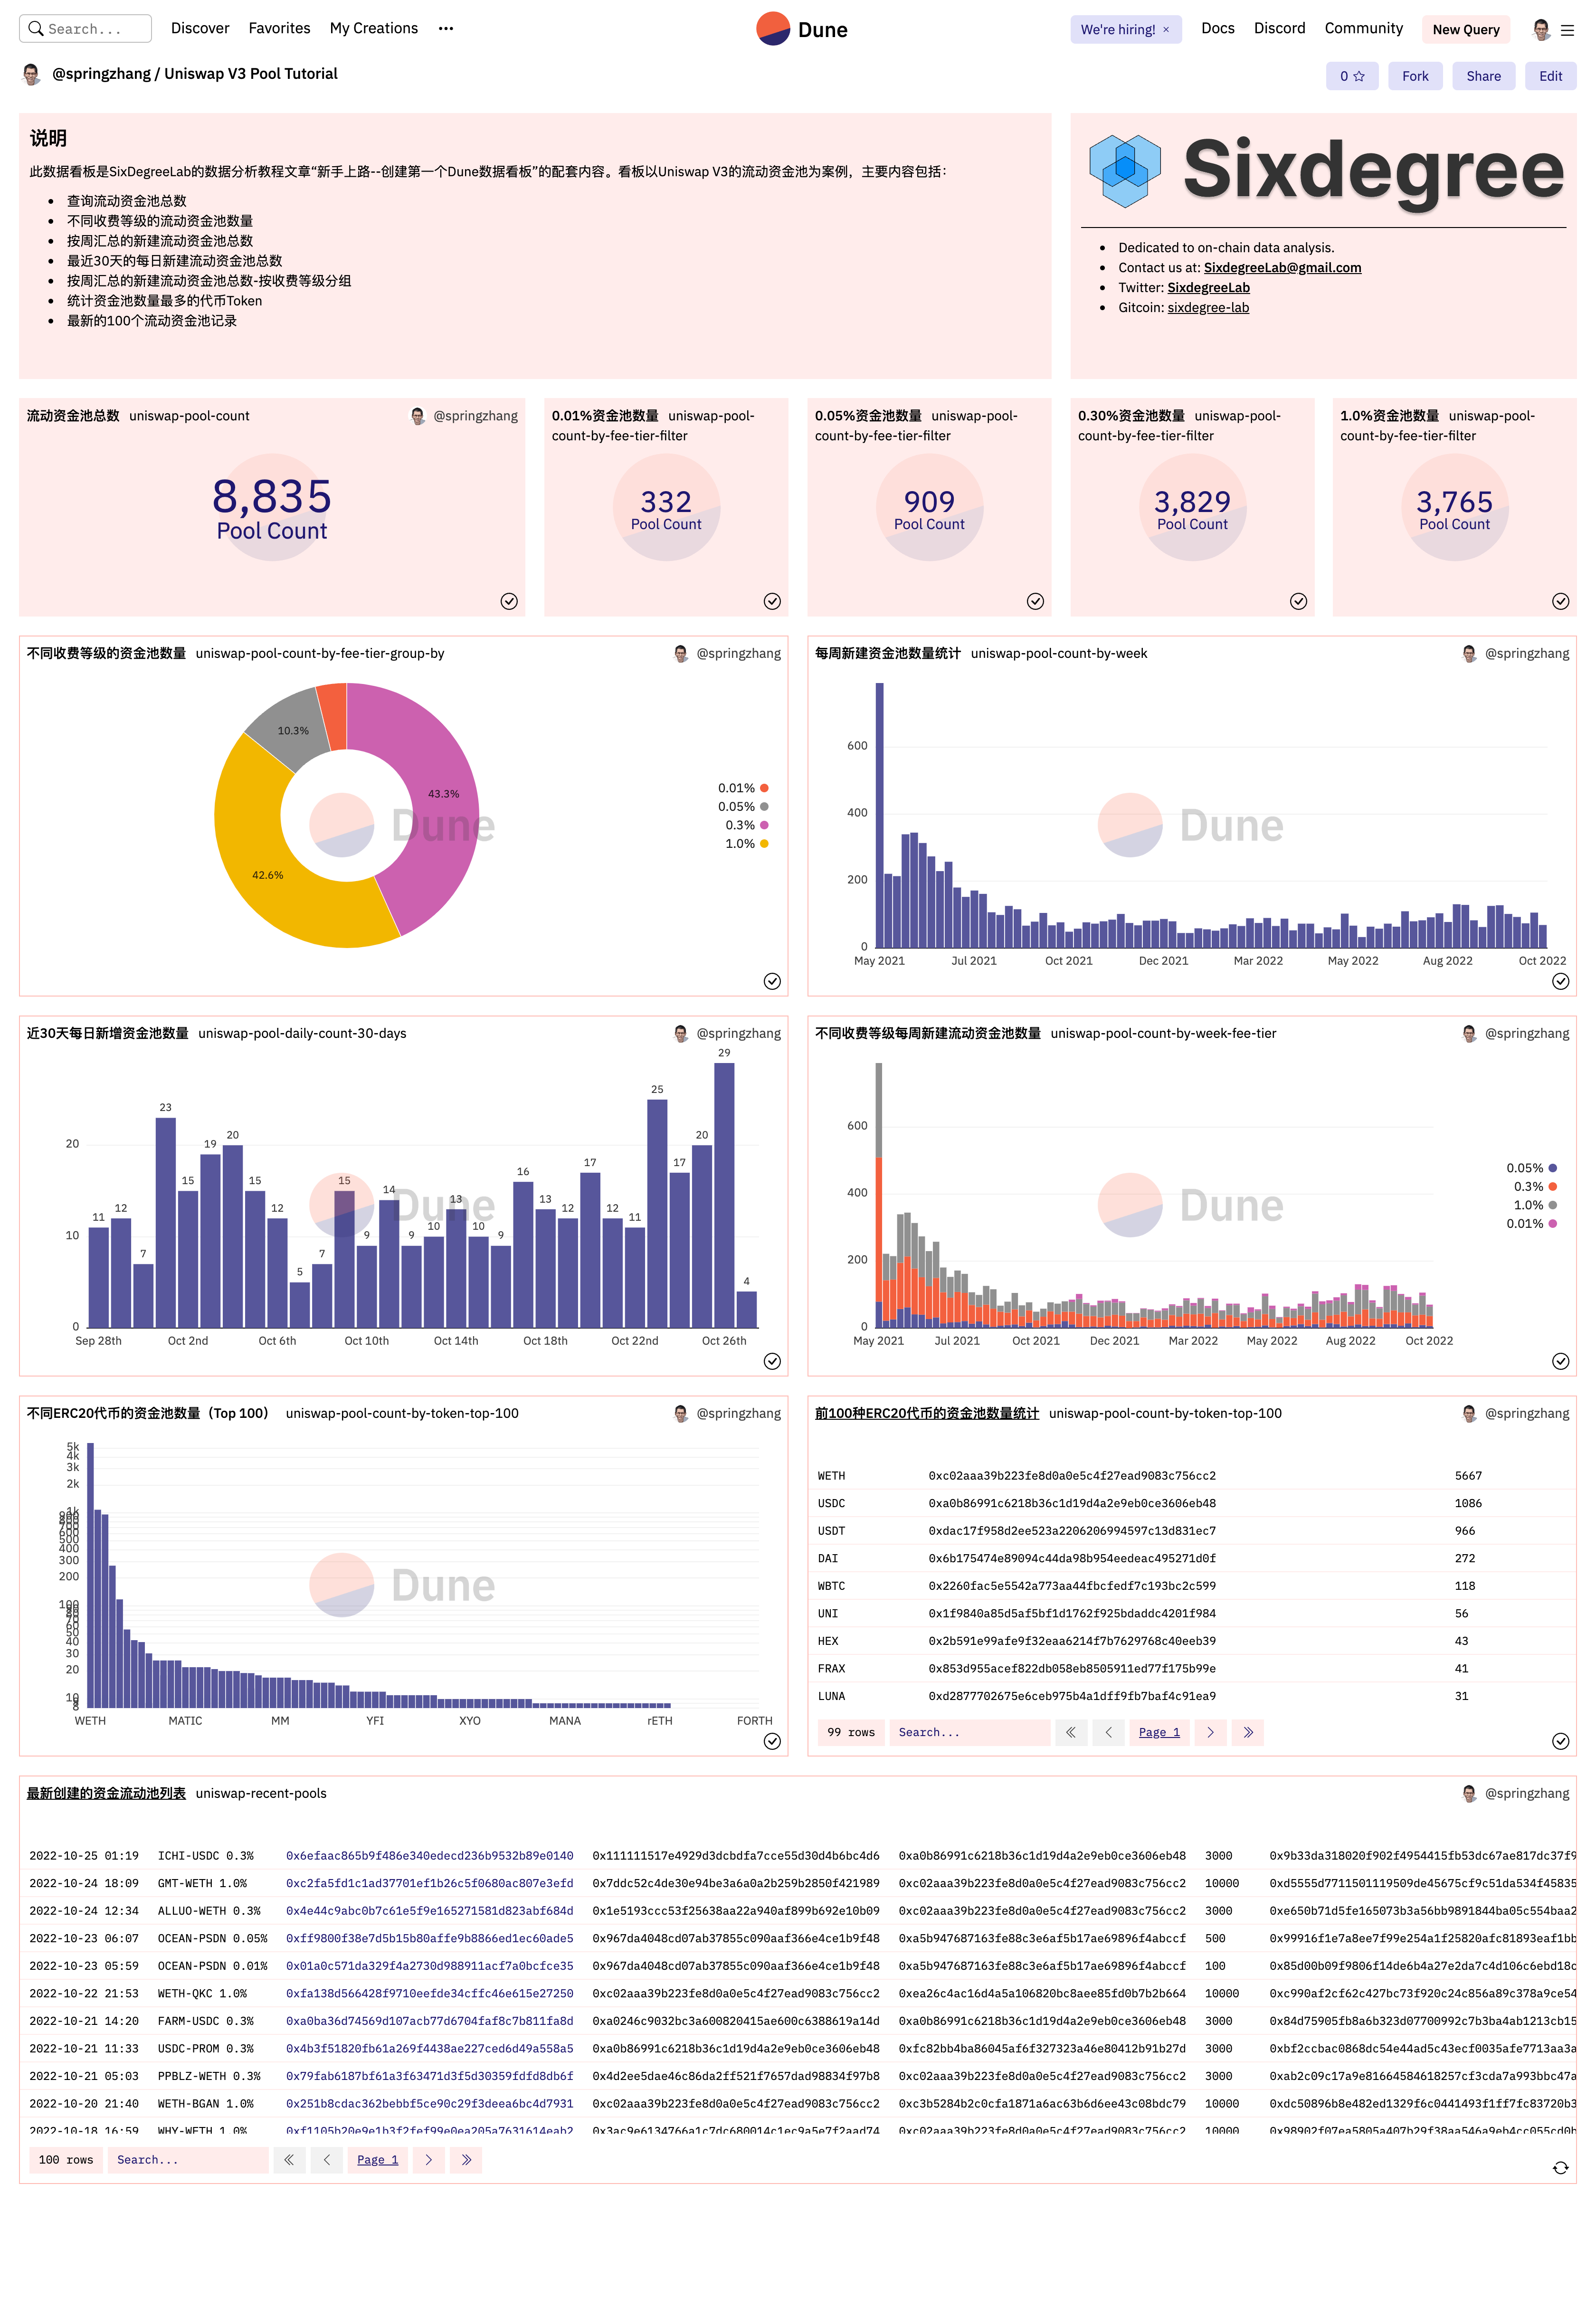 Search...
Discover Favorites My Creations ...
Dune
We're hiring! ×
Docs Discord Community New Query
@springzhang / Uniswap V3 Pool Tutorial
0 Fork Share Edit
说明
此数据看板是SixDegreeLab的数据分析教程文章“新手上路--创建第一个Dune数据看板”的配套内容。看板以Uniswap V3的流动资金池为案例，主要内容包括：
查询流动资金池总数
不同收费等级的流动资金池数量
按周汇总的新建流动资金池总数
最近30天的每日新建流动资金池总数
按周汇总的新建流动资金池总数-按收费等级分组
统计资金池数量最多的代币Token
最新的100个流动资金池记录
Sixdegree
Dedicated to on-chain data analysis.
Contact us at: SixdegreeLab@gmail.com
Twitter: SixdegreeLab
Gitcoin: sixdegree-lab
流动资金池总数 uniswap-pool-count @springzhang
8,835
Pool Count
0.01%资金池数量 uniswap-pool-
count-by-fee-tier-filter
332
Pool Count
0.05%资金池数量 uniswap-pool-
count-by-fee-tier-filter
909
Pool Count
0.30%资金池数量 uniswap-pool-
count-by-fee-tier-filter
3,829
Pool Count
1.0%资金池数量 uniswap-pool-
count-by-fee-tier-filter
3,765
Pool Count
不同收费等级的资金池数量 uniswap-pool-count-by-fee-tier-group-by @springzhang
10.3%
43.3%
42.6%
Dune
0.01%
0.05%
0.3%
1.0%
每周新建资金池数量统计 uniswap-pool-count-by-week @springzhang
600
400
200
0
Dune
May 2021 Jul 2021 Oct 2021 Dec 2021 Mar 2022 May 2022 Aug 2022 Oct 2022
近30天每日新增资金池数量 uniswap-pool-daily-count-30-days @springzhang
20
10
0
11 12 7 23 15 19 20 15 12 5 7 15 9 14 9 10 13 10 9 16 13 12 17 12 11 25 17 20 29 4
Dune
Sep 28th Oct 2nd Oct 6th Oct 10th Oct 14th Oct 18th Oct 22nd Oct 26th
不同收费等级每周新建流动资金池数量 uniswap-pool-count-by-week-fee-tier @springzhang
600
400
200
0
Dune
0.05%
0.3%
1.0%
0.01%
May 2021 Jul 2021 Oct 2021 Dec 2021 Mar 2022 May 2022 Aug 2022 Oct 2022
不同ERC20代币的资金池数量（Top 100） uniswap-pool-count-by-token-top-100 @springzhang
5k
4k
3k
2k
1k
500
400
300
200
100
50
40
30
20
10
8
Dune
WETH MATIC MM YFI XYO MANA rETH FORTH
前100种ERC20代币的资金池数量统计 uniswap-pool-count-by-token-top-100 @springzhang
WETH 0xc02aaa39b223fe8d0a0e5c4f27ead9083c756cc2 5667
USDC 0xa0b86991c6218b36c1d19d4a2e9eb0ce3606eb48 1086
USDT 0xdac17f958d2ee523a2206206994597c13d831ec7 966
DAI 0x6b175474e89094c44da98b954eedeac495271d0f 272
WBTC 0x2260fac5e5542a773aa44fbcfedf7c193bc2c599 118
UNI 0x1f9840a85d5af5bf1d1762f925bdaddc4201f984 56
HEX 0x2b591e99afe9f32eaa6214f7b7629768c40eeb39 43
FRAX 0x853d955acef822db058eb8505911ed77f175b99e 41
LUNA 0xd2877702675e6ceb975b4a1dff9fb7baf4c91ea9 31
99 rows Search... Page 1
最新创建的资金流动池列表 uniswap-recent-pools @springzhang
2022-10-25 01:19 ICHI-USDC 0.3% 0x6efaac865b9f486e340edecd236b9532b89e0140 0x111111517e4929d3dcbdfa7cce55d30d4b6bc4d6 0xa0b86991c6218b36c1d19d4a2e9eb0ce3606eb48 3000 0x9b33da318020f902f4954415fb53dc67ae817dc37f9
2022-10-24 18:09 GMT-WETH 1.0% 0xc2fa5fd1c1ad37701ef1b26c5f0680ac807e3efd 0x7ddc52c4de30e94be3a6a0a2b259b2850f421989 0xc02aaa39b223fe8d0a0e5c4f27ead9083c756cc2 10000 0xd5555d7711501119509de45675cf9c51da534f45835
2022-10-24 12:34 ALLUO-WETH 0.3% 0x4e44c9abc0b7c61e5f9e165271581d823abf684d 0x1e5193ccc53f25638aa22a940af899b692e10b09 0xc02aaa39b223fe8d0a0e5c4f27ead9083c756cc2 3000 0xe650b71d5fe165073b3a56bb9891844ba05c554baa2
2022-10-23 06:07 OCEAN-PSDN 0.05% 0xff9800f38e7d5b15b80affe9b8866ed1ec60ade5 0x967da4048cd07ab37855c090aaf366e4ce1b9f48 0xa5b947687163fe88c3e6af5b17ae69896f4abccf 500 0x99916f1e7a8ee7f99e254a1f25820afc81893eaf1bb
2022-10-23 05:59 OCEAN-PSDN 0.01% 0x01a0c571da329f4a2730d988911acf7a0bcfce35 0x967da4048cd07ab37855c090aaf366e4ce1b9f48 0xa5b947687163fe88c3e6af5b17ae69896f4abccf 100 0x85d00b09f9806f14de6b4a27e2da7c4d106c6ebd18c
2022-10-22 21:53 WETH-QKC 1.0% 0xfa138d566428f9710eefde34cffc46e615e27250 0xc02aaa39b223fe8d0a0e5c4f27ead9083c756cc2 0xea26c4ac16d4a5a106820bc8aee85fd0b7b2b664 10000 0xc990af2cf62c427bc73f920c24c856a89c378a9ce54
2022-10-21 14:20 FARM-USDC 0.3% 0xa0ba36d74569d107acb77d6704faf8c7b811fa8d 0xa0246c9032bc3a600820415ae600c6388619a14d 0xa0b86991c6218b36c1d19d4a2e9eb0ce3606eb48 3000 0x84d75905fb8a6b323d07700992c7b3ba4ab1213cb15
2022-10-21 11:33 USDC-PROM 0.3% 0x4b3f51820fb61a269f4438ae227ced6d49a558a5 0xa0b86991c6218b36c1d19d4a2e9eb0ce3606eb48 0xfc82bb4ba86045af6f327323a46e80412b91b27d 3000 0xbf2ccbac0868dc54e44ad5c43ecf0035afe7713aa3a
2022-10-21 05:03 PPBLZ-WETH 0.3% 0x79fab6187bf61a3f63471d3f5d30359fdfd8db6f 0x4d2ee5dae46c86da2ff521f7657dad98834f97b8 0xc02aaa39b223fe8d0a0e5c4f27ead9083c756cc2 3000 0xab2c09c17a9e81664584618257cf3cda7a993bbc47a
2022-10-20 21:40 WETH-BGAN 1.0% 0x251b8cdac362bebbf5ce90c29f3deea6bc4d7931 0xc02aaa39b223fe8d0a0e5c4f27ead9083c756cc2 0xc3b5284b2c0cfa1871a6ac63b6d6ee43c08bdc79 10000 0xdc50896b8e482ed1329f6c0441493f1ff7fc83720b3
2022-10-18 16:59 WHY-WETH 1.0% 0xc02aaa39b223fe8d0a0e5c4f27ead9083c756cc2 10000
100 rows Search... Page 1